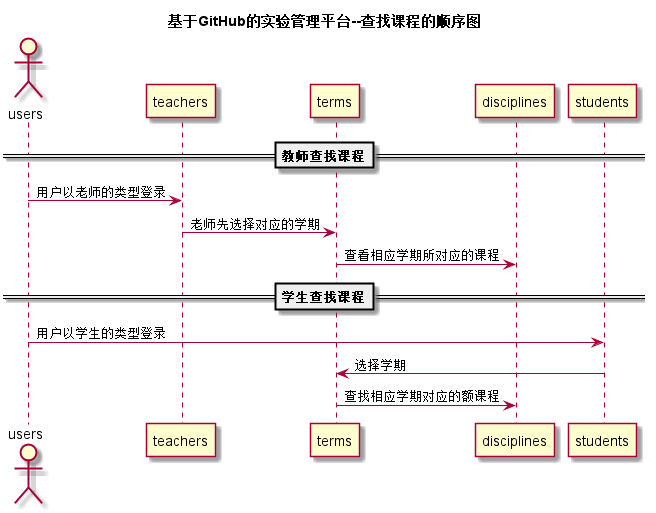 基于GitHub的实验管理平台--查找课程的顺序图
users
teachers
terms
disciplines
students
教师查找课程
用户以老师的类型登录
老师先选择对应的学期
查看相应学期所对应的课程
学生查找课程
用户以学生的类型登录
选择学期
查找相应学期对应的额课程
users
teachers
terms
disciplines
students